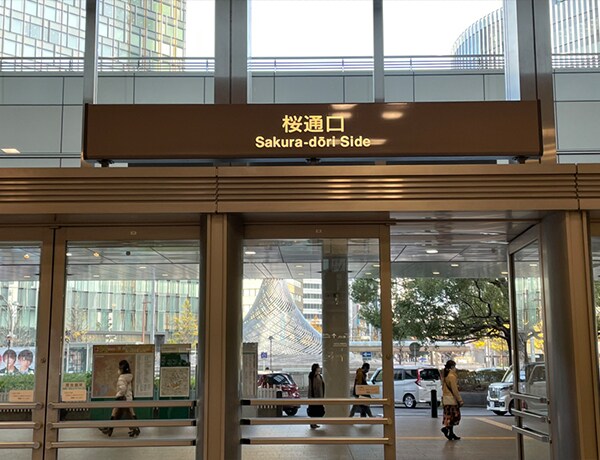 桜通口
Sakura-dōri Side